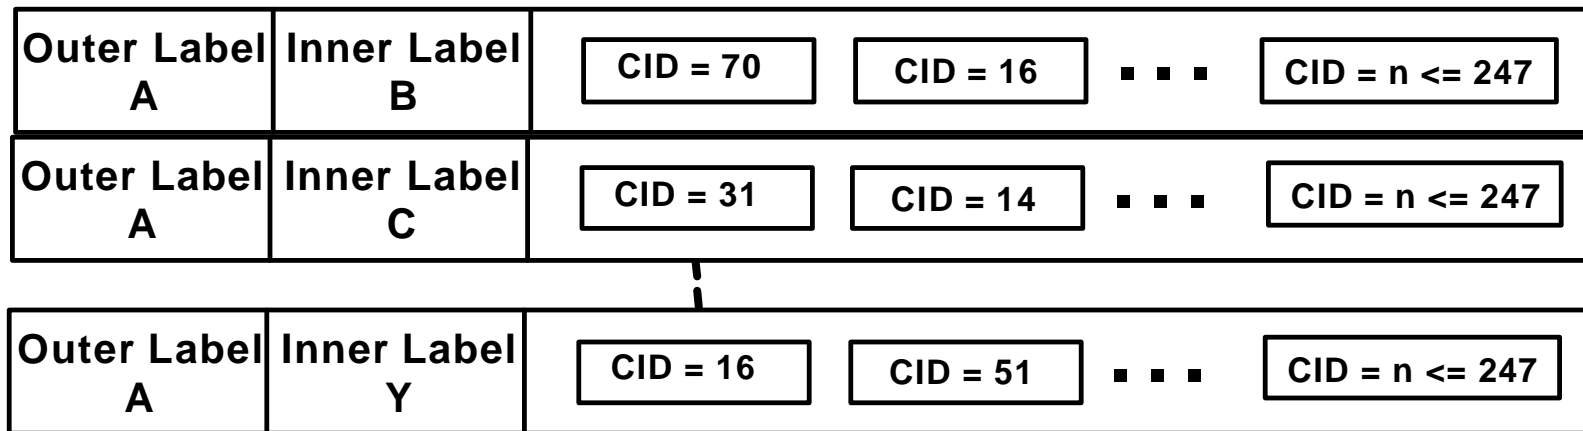 Outer Label Inner Label CID = 70 CID = 16 CID = n <= 247
A B
Outer Label Inner Label CID = 31 CID = 14 CID = n <= 247
A C
Outer Label Inner Label CID = 16 CID = 51 CID = n <= 247
A Y